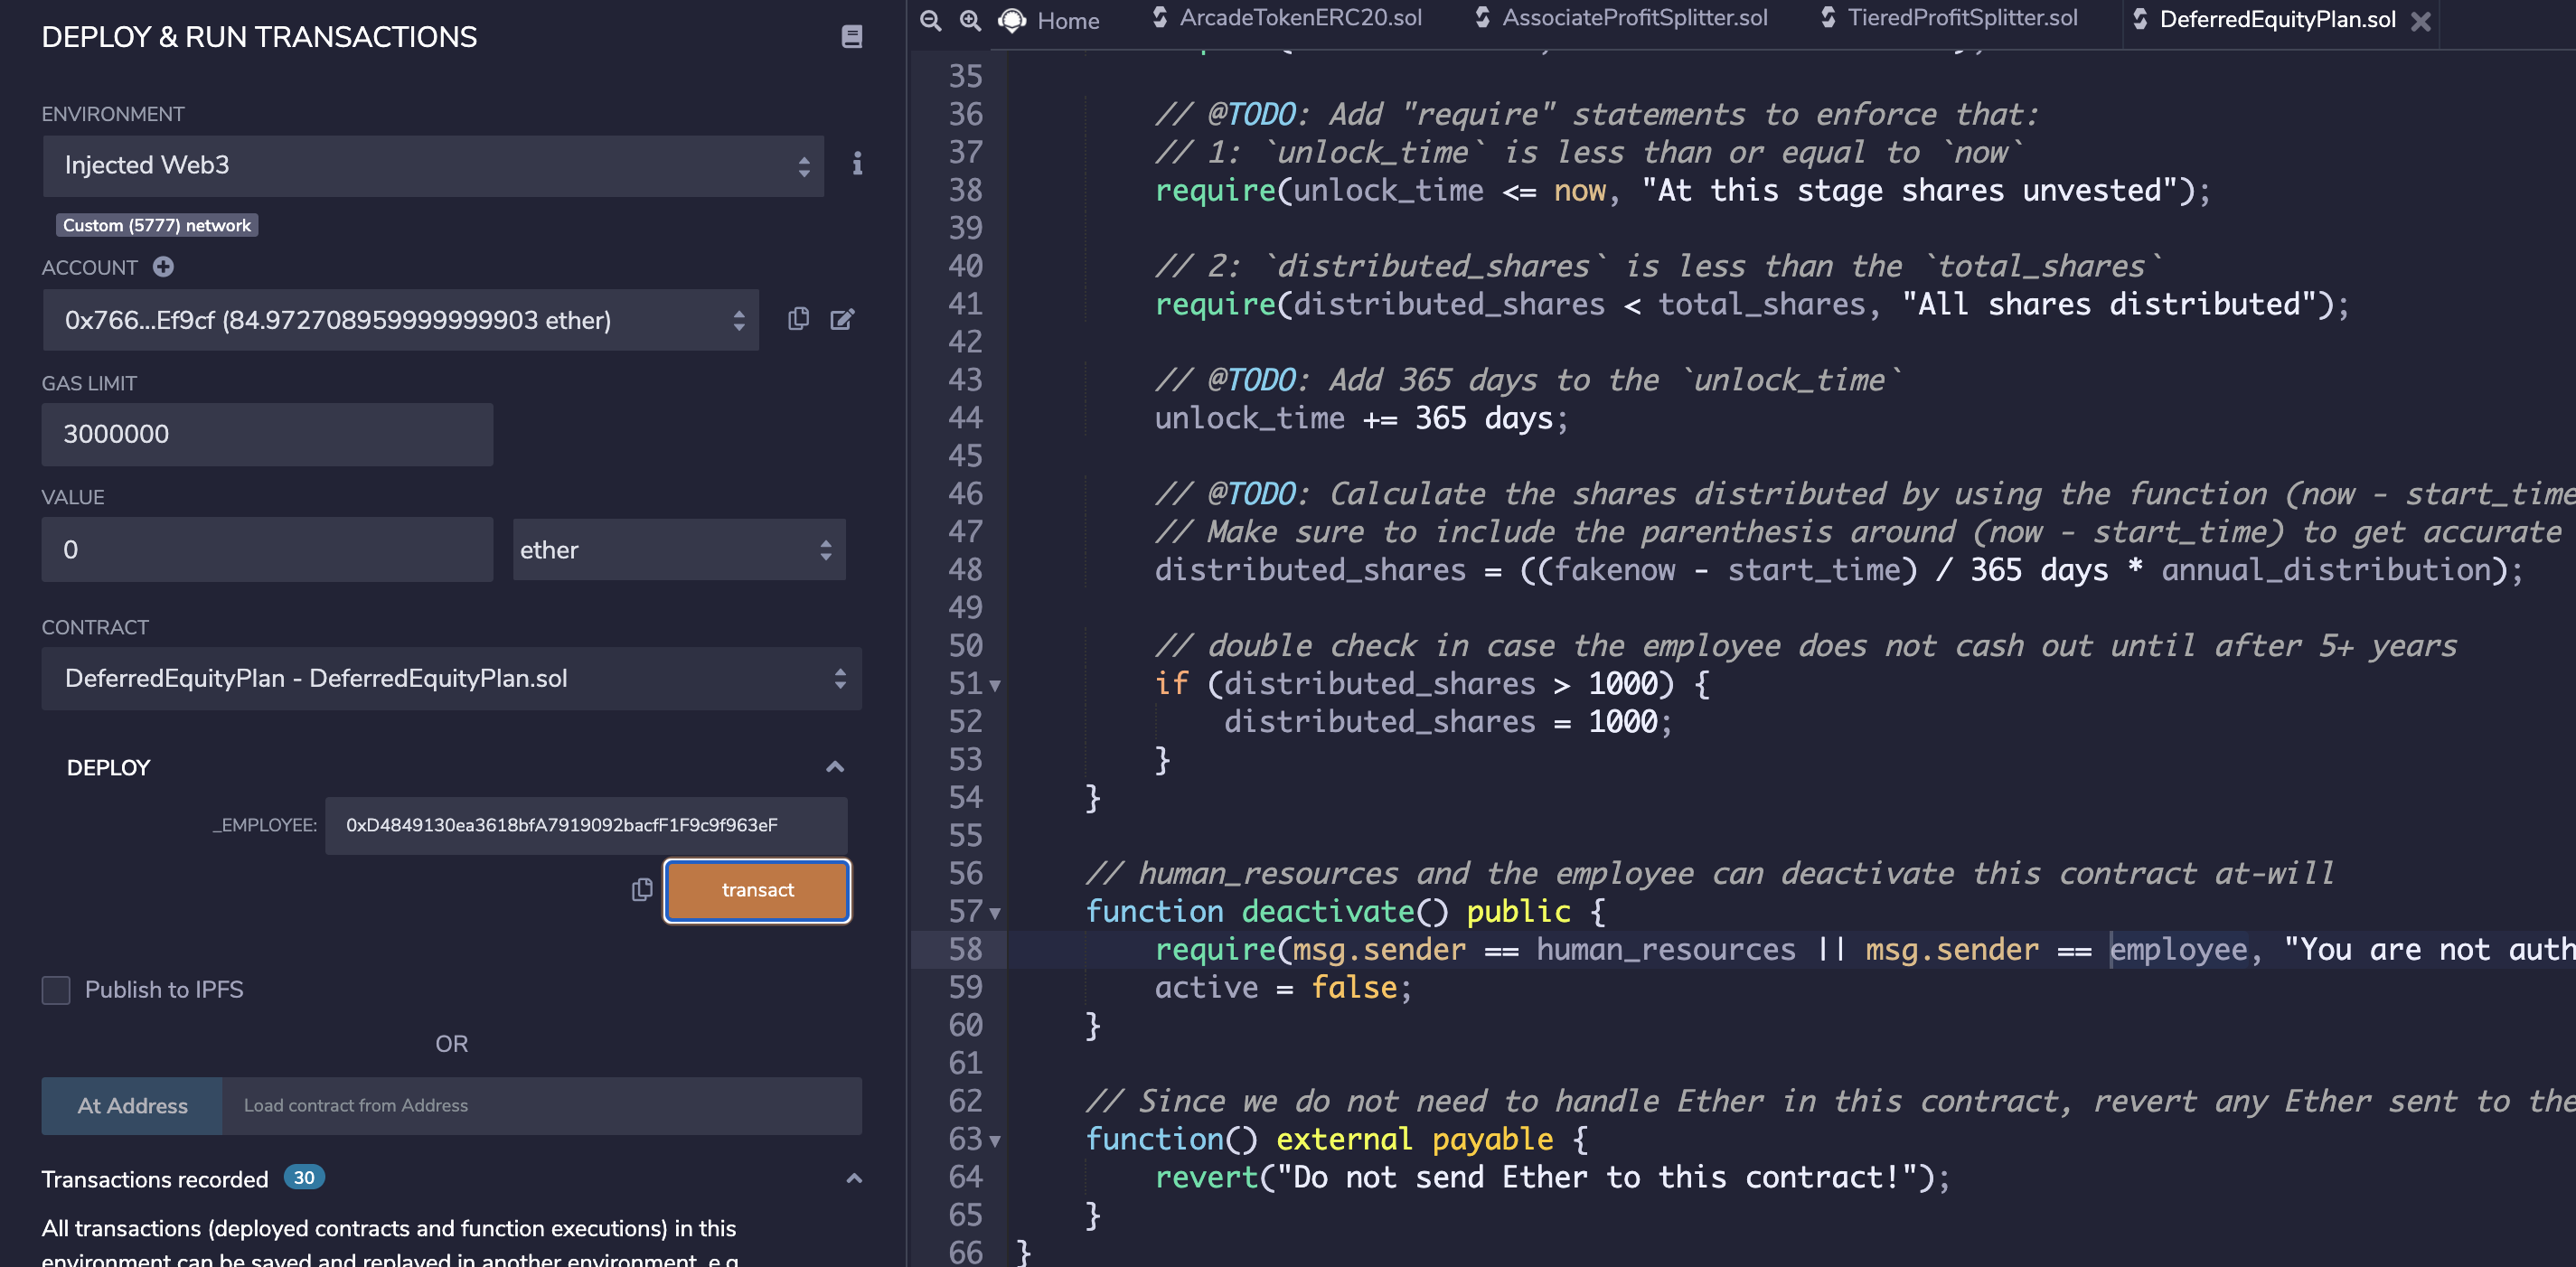 DEPLOY & RUN TRANSACTIONS
ENVIRONMENT
Injected Web3
Custom (5777) network
ACCOUNT
0x766...Ef9cf (84.972708959999999903 ether)
GAS LIMIT
3000000
VALUE
0
ether
CONTRACT
DeferredEquityPlan - DeferredEquityPlan.sol
DEPLOY
_EMPLOYEE:
0xD4849130ea3618bfA7919092bacfF1F9c9f963eF
transact
Publish to IPFS
OR
At Address
Load contract from Address
Transactions recorded 30
All transactions (deployed contracts and function executions) in this
environment can be saved and replayed in another environment. e.g
Home ArcadeTokenERC20.sol AssociateProfitSplitter.sol TieredProfitSplitter.sol DeferredEquityPlan.sol
35
36 // @TODO: Add "require" statements to enforce that:
37 // 1: `unlock_time` is less than or equal to `now`
38 require(unlock_time <= now, "At this stage shares unvested");
39
40 // 2: `distributed_shares` is less than the `total_shares`
41 require(distributed_shares < total_shares, "All shares distributed");
42
43 // @TODO: Add 365 days to the `unlock_time`
44 unlock_time += 365 days;
45
46 // @TODO: Calculate the shares distributed by using the function (now - start_time
47 // Make sure to include the parenthesis around (now - start_time) to get accurate
48 distributed_shares = ((fakenow - start_time) / 365 days * annual_distribution);
49
50 // double check in case the employee does not cash out until after 5+ years
51 if (distributed_shares > 1000) {
52 distributed_shares = 1000;
53 }
54 }
55
56 // human_resources and the employee can deactivate this contract at-will
57 function deactivate() public {
58 require(msg.sender == human_resources || msg.sender == employee, "You are not auth
59 active = false;
60 }
61
62 // Since we do not need to handle Ether in this contract, revert any Ether sent to the
63 function() external payable {
64 revert("Do not send Ether to this contract!");
65 }
66 }